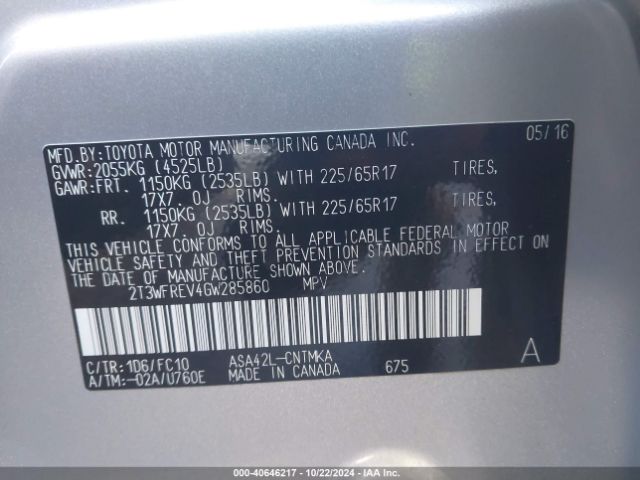 MFD.BY:TOYOTA MOTOR MANUFACTURING CANADA INC. 05/16
GVWR:2055KG (4525LB)
GAWR:FRT. 1150KG (2535LB) WITH 225/65R17 TIRES,
17X7. 0J RIMS.
RR. 1150KG (2535LB) WITH 225/65R17 TIRES,
17X7. 0J RIMS.
THIS VEHICLE CONFORMS TO ALL APPLICABLE FEDERAL MOTOR
VEHICLE SAFETY AND THEFT PREVENTION STANDARDS IN EFFECT ON
THE DATE OF MANUFACTURE SHOWN ABOVE.
2T3WFREV4GW285860 MPV
C/TR:1D6/FC10 ASA42L-CNTMKA A
A/TM:-02A/U760E MADE IN CANADA 675
000-40646217 - 10/22/2024 - IAA Inc.